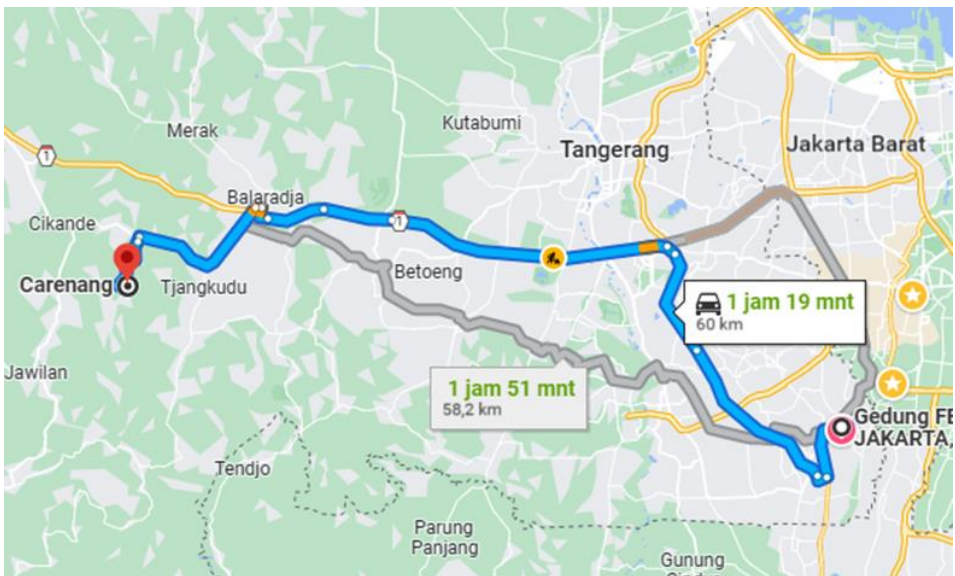 Merak
Kutabumi
Tangerang
Jakarta Barat
1
Balaradja
1
Cikande
Betoeng
Carenang
Tjangkudu
1 jam 19 mnt
60 km
Jawilan
1 jam 51 mnt
58,2 km
Gedung FE
JAKARTA,
Tendjo
Parung
Panjang
Gunung